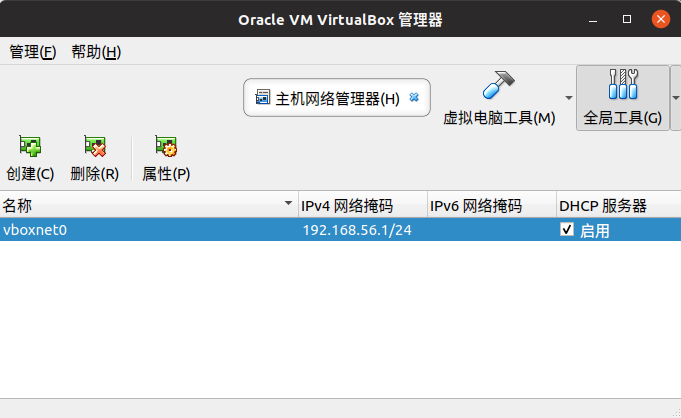 Oracle VM VirtualBox 管理器
管理(F) 帮助(H)
主机网络管理器(H) 虚拟电脑工具(M) 全局工具(G)
创建(C) 删除(R) 属性(P)
名称 IPv4 网络掩码 IPv6 网络掩码 DHCP 服务器
vboxnet0 192.168.56.1/24 启用